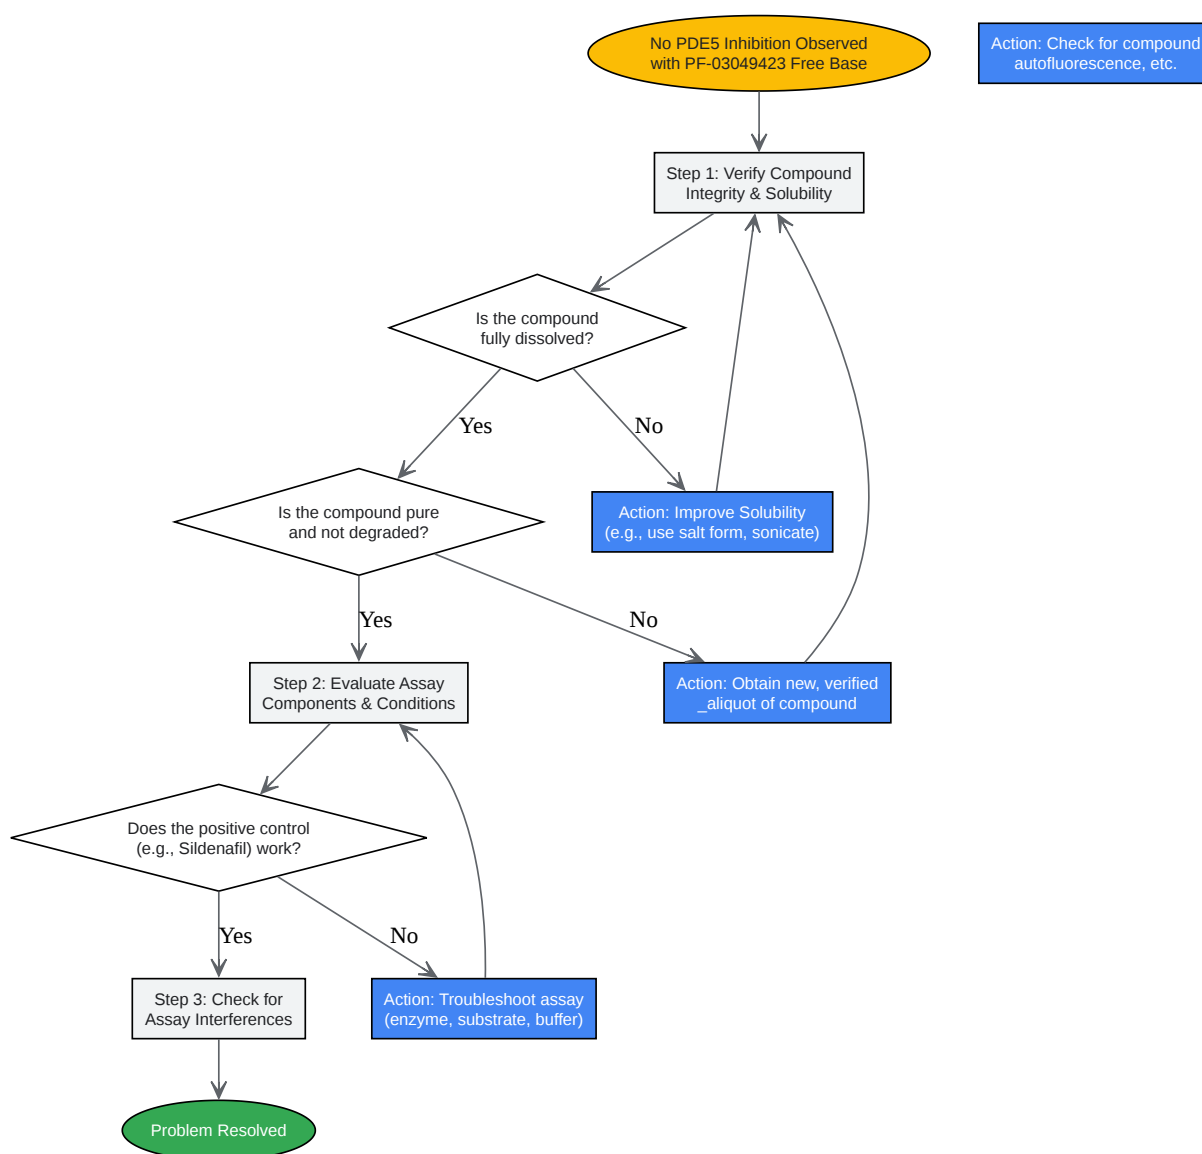 No PDE5 Inhibition Observed
with PF-03049423 Free Base
Action: Check for compound
autofluorescence, etc.
Step 1: Verify Compound
Integrity & Solubility
Is the compound
fully dissolved?
Yes
No
Is the compound pure
and not degraded?
Action: Improve Solubility
(e.g., use salt form, sonicate)
Yes
No
Step 2: Evaluate Assay
Components & Conditions
Action: Obtain new, verified
_aliquot of compound
Does the positive control
(e.g., Sildenafil) work?
Yes
No
Step 3: Check for
Assay Interferences
Action: Troubleshoot assay
(enzyme, substrate, buffer)
Problem Resolved